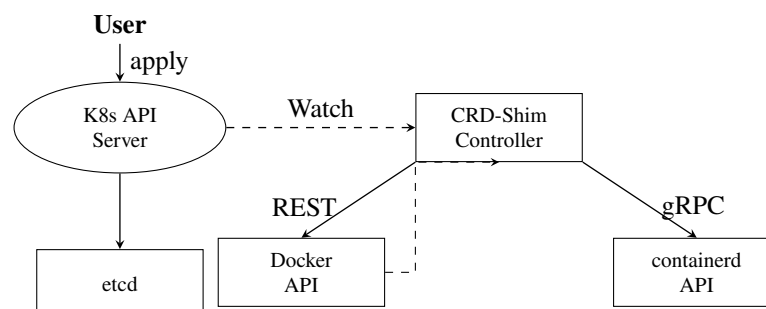 User
apply
K8s API
Server
Watch
CRD-Shim
Controller
REST
gRPC
etcd
Docker
API
containerd
API